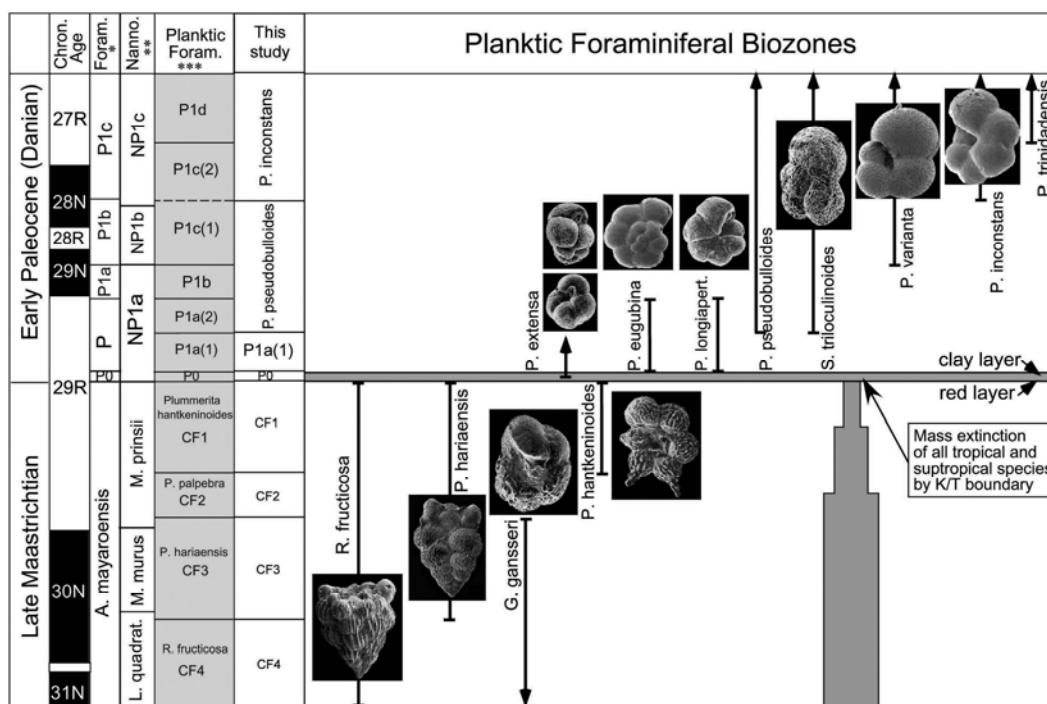 Chron.
Age
Foram.
*
Nanno.
**
Planktic
Foram.
***
This
study
Planktic Foraminiferal Biozones
Early Paleocene (Danian)
Late Maastrichtian
27R
28N
28R
29N
29R
30N
31N
P1c
P1b
P1a
P
P0
A. mayaroensis
NP1c
NP1b
NP1a
M. prinsii
M. murus
L. quadrat.
P1d
P1c(2)
P1c(1)
P1b
P1a(2)
P1a(1)
P0
Plummerita
hantkeninoides
CF1
P. palpebra
CF2
P. hariaensis
CF3
R. fructicosa
CF4
P. inconstans
P. pseudobulloides
P1a(1)
P0
CF1
CF2
CF3
CF4
P. extensa
P. eugubina
P. longiapert.
P. pseudobulloides
S. triloculinoides
P. varianta
P. inconstans
P. trinidadensis
clay layer
red layer
R. fructicosa
P. hariaensis
G. gansseri
P. hantkeninoides
Mass extinction
of all tropical and
suptropical species
by K/T boundary